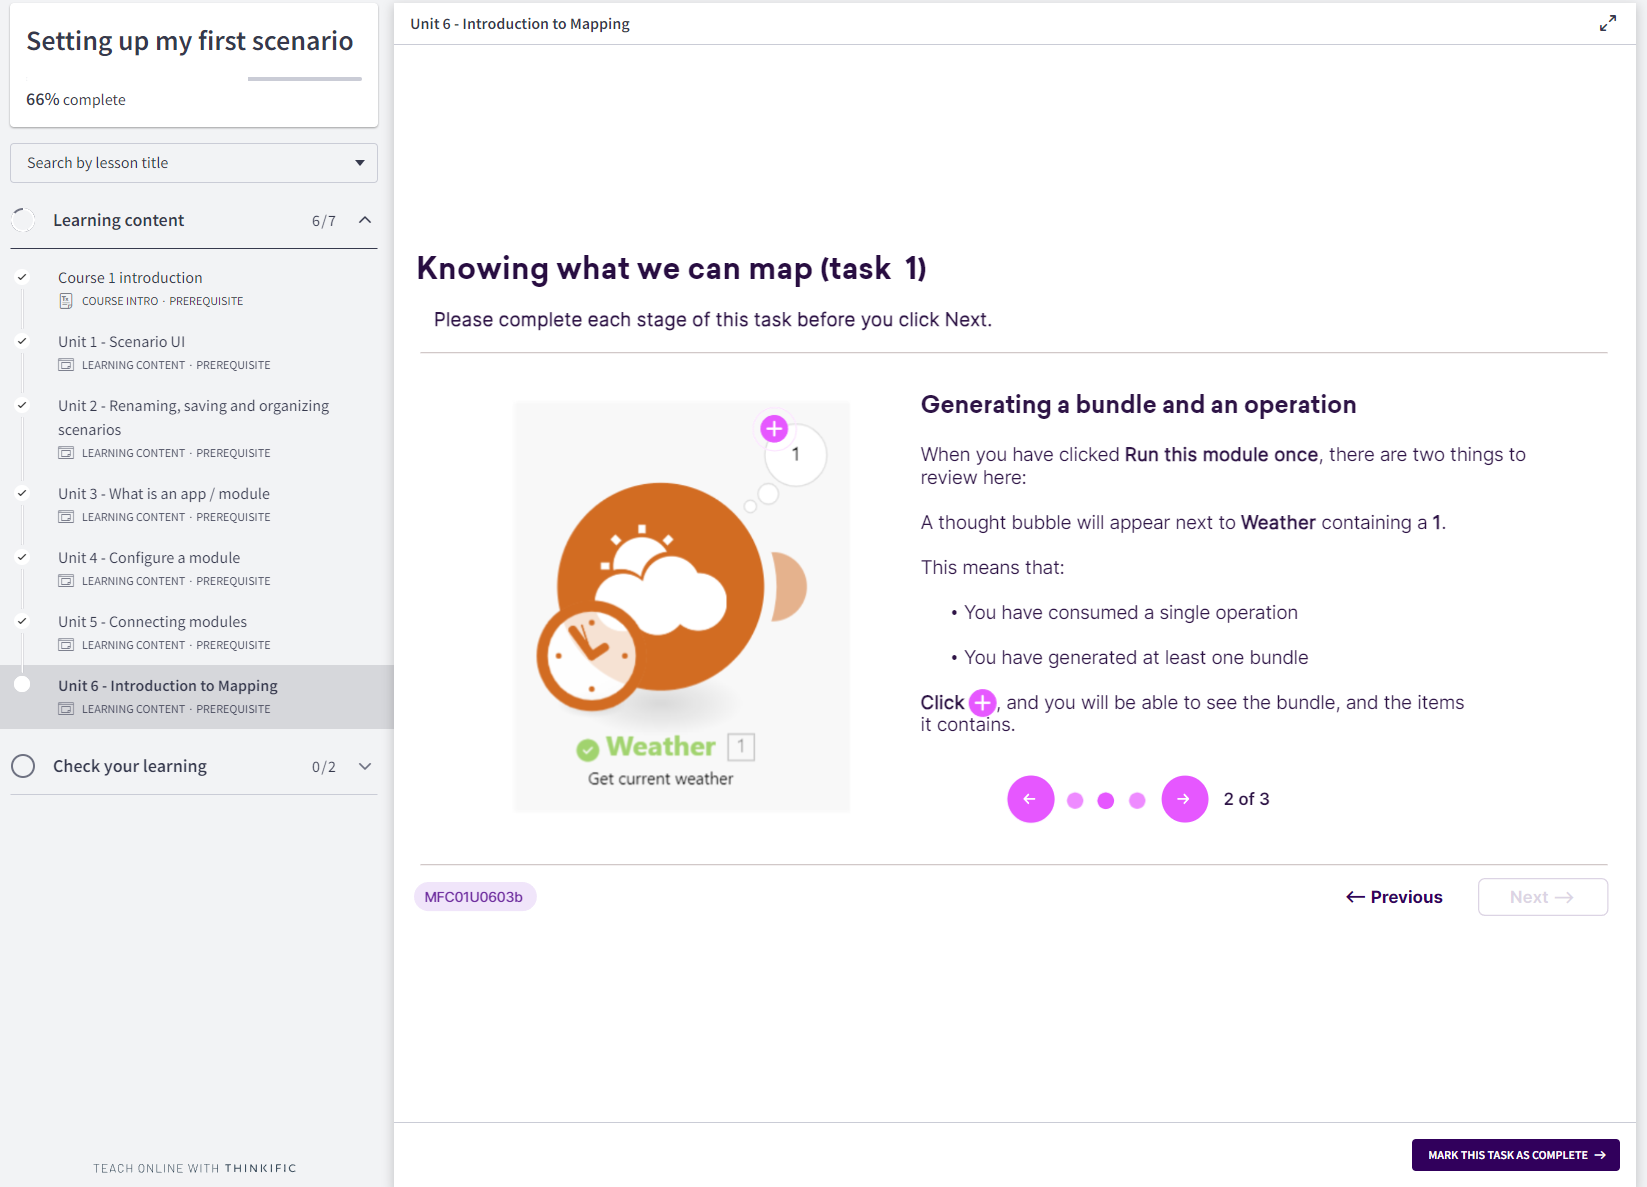 Setting up my first scenario
66% complete
Search by lesson title
Learning content 6/7
Course 1 introduction
COURSE INTRO · PREREQUISITE
Unit 1 - Scenario UI
LEARNING CONTENT · PREREQUISITE
Unit 2 - Renaming, saving and organizing
scenarios
LEARNING CONTENT · PREREQUISITE
Unit 3 - What is an app / module
LEARNING CONTENT · PREREQUISITE
Unit 4 - Configure a module
LEARNING CONTENT · PREREQUISITE
Unit 5 - Connecting modules
LEARNING CONTENT · PREREQUISITE
Unit 6 - Introduction to Mapping
LEARNING CONTENT · PREREQUISITE
Check your learning 0/2
TEACH ONLINE WITH THINKIFIC
Unit 6 - Introduction to Mapping
Knowing what we can map (task 1)
Please complete each stage of this task before you click Next.
1
Weather 1
Get current weather
Generating a bundle and an operation
When you have clicked Run this module once, there are two things to
review here:
A thought bubble will appear next to Weather containing a 1.
This means that:
• You have consumed a single operation
• You have generated at least one bundle
Click +, and you will be able to see the bundle, and the items
it contains.
← → 2 of 3
MFC01U0603b
← Previous
Next →
MARK THIS TASK AS COMPLETE →